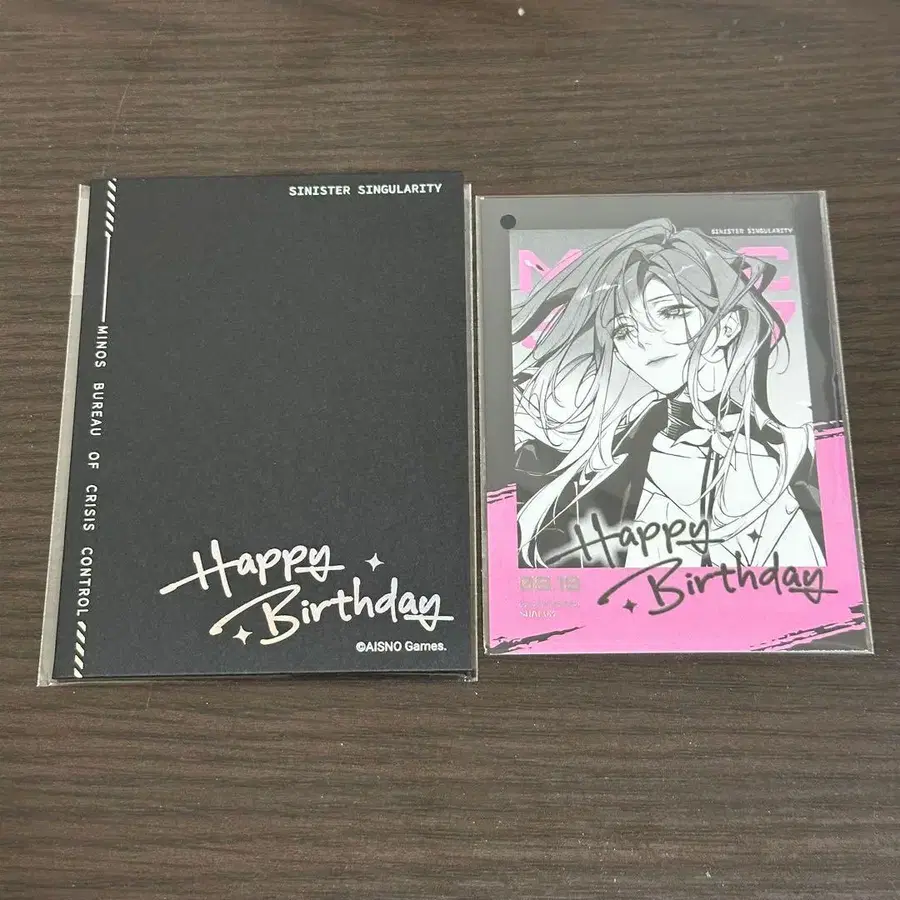 SINISTER SINGULARITY
MINOS BUREAU OF CRISIS CONTROL
Happy
Birthday
©AISNO Games.
SINISTER SINGULARITY
Happy
Birthday